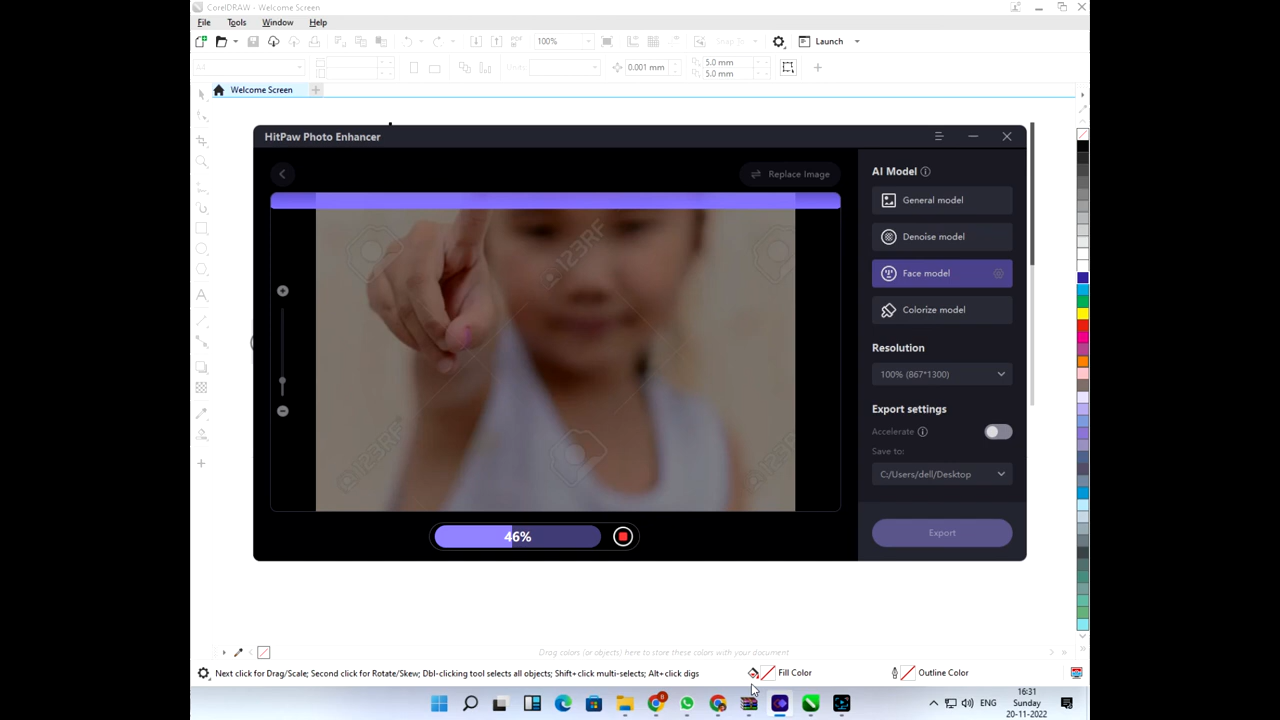 CorelDRAW - Welcome Screen
File Tools Window Help
100% Launch
0.001 mm 5.0 mm
5.0 mm
Welcome Screen
HitPaw Photo Enhancer
Replace Image
AI Model
General model
Denoise model
Face model
Colorize model
Resolution
100% (867*1300)
Export settings
Accelerate
Save to:
C:/Users/dell/Desktop
Export
123RF
123RF
123RF
46%
Drag colors (or objects) here to store these colors with your document
Next click for Drag/Scale; Second click for Rotate/Skew; Dbl-clicking tool selects all objects; Shift+click multi-selects; Alt+click digs
Fill Color
Outline Color
ENG
16:31
Sunday
20-11-2022